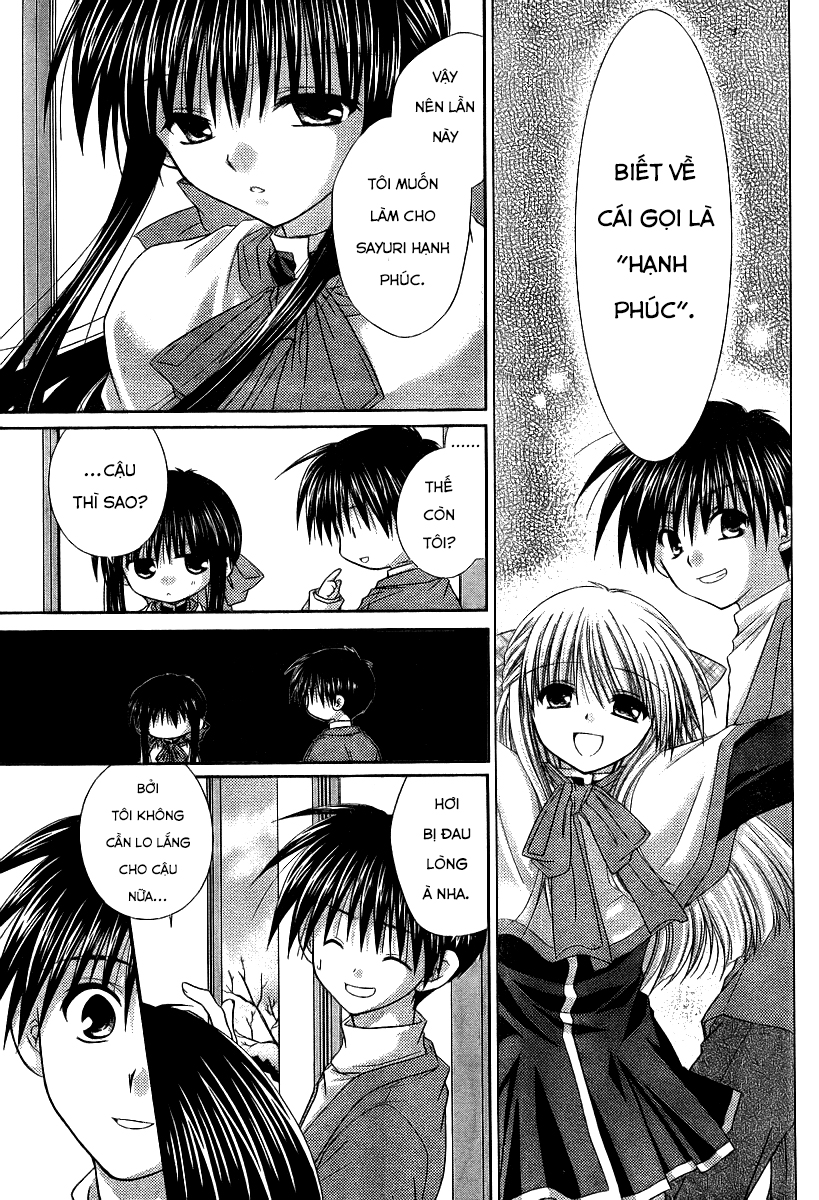 BIẾT VỀ
CÁI GỌI LÀ
“HẠNH
PHÚC“.
VẬY
NÊN LẦN
NÀY
TÔI MUỐN
LÀM CHO
SAYURI HẠNH
PHÚC.
......
THẾ
CÒN
TÔI?
...CẬU
THÌ SAO?
HƠI
BỊ ĐAU
LÒNG
À NHA.
BỞI
TÔI KHÔNG
CẦN LO LẮNG
CHO CẬU
NỮA...